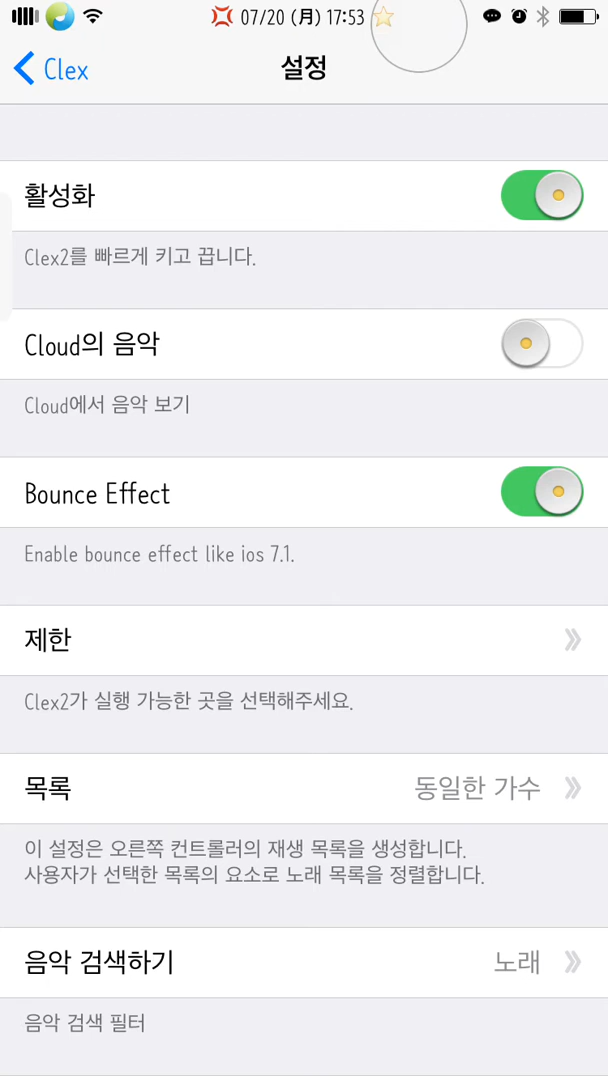 07/20 (月) 17:53
Clex
설정
활성화
Clex2를 빠르게 키고 끕니다.
Cloud의 음악
Cloud에서 음악 보기
Bounce Effect
Enable bounce effect like ios 7.1.
제한
Clex2가 실행 가능한 곳을 선택해주세요.
목록 동일한 가수
이 설정은 오른쪽 컨트롤러의 재생 목록을 생성합니다.
사용자가 선택한 목록의 요소로 노래 목록을 정렬합니다.
음악 검색하기 노래
음악 검색 필터